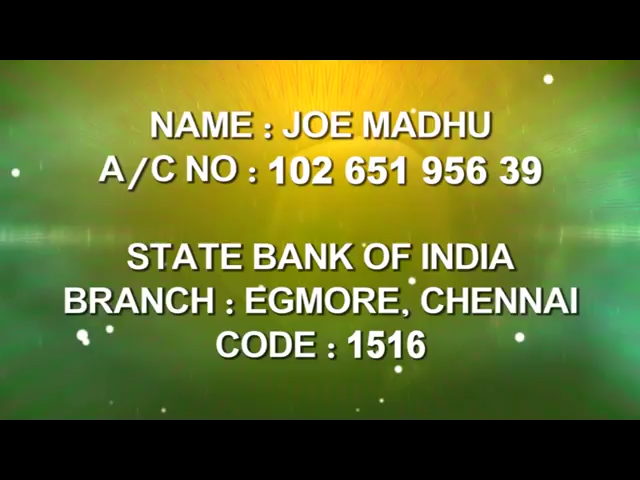 NAME : JOE MADHU
A/C NO : 102 651 956 39
STATE BANK OF INDIA
BRANCH : EGMORE, CHENNAI
CODE : 1516